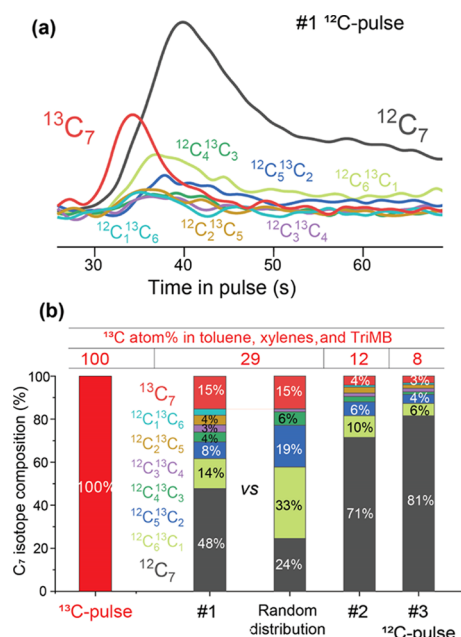 (a)
#1 ¹²C-pulse
¹³C₇
¹²C₄¹³C₃
¹²C₇
¹²C₅¹³C₂
¹²C₆¹³C₁
¹²C₁¹³C₆
¹²C₂¹³C₅
¹²C₃¹³C₄
30 40 50 60
Time in pulse (s)
(b)
¹³C atom% in toluene, xylenes, and TriMB
100 29 12 8
C₇ isotope composition (%)
100
80
60
40
20
0
100%
¹³C₇
¹²C₁¹³C₆
¹²C₂¹³C₅
¹²C₃¹³C₄
¹²C₄¹³C₃
¹²C₅¹³C₂
¹²C₆¹³C₁
¹²C₇
15%
4%
3%
4%
8%
14%
48%
vs
15%
6%
19%
33%
24%
4%
6%
10%
71%
3%
4%
6%
81%
¹³C-pulse #1 Random distribution #2 #3
¹²C-pulse